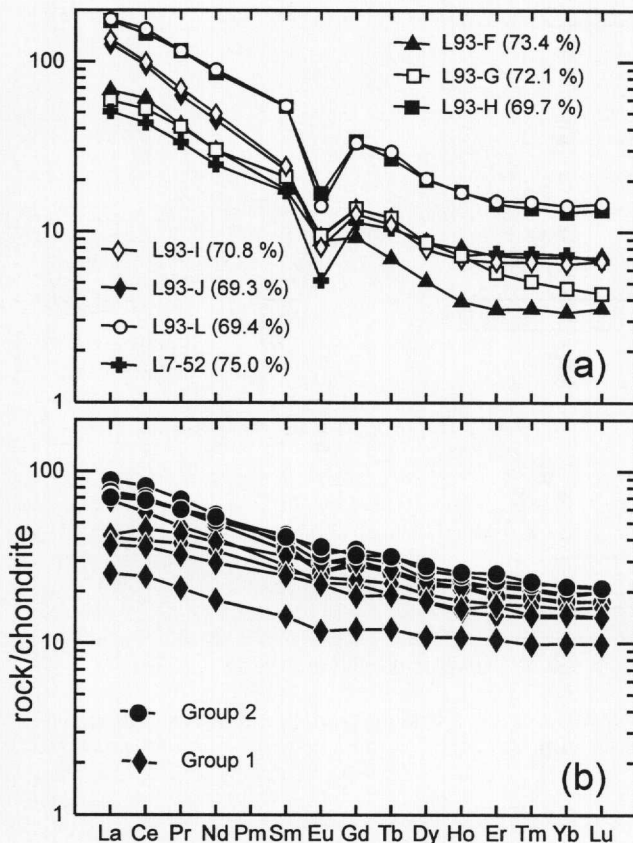 100
10
1
L93-F (73.4 %)
L93-G (72.1 %)
L93-H (69.7 %)
L93-I (70.8 %)
L93-J (69.3 %)
L93-L (69.4 %)
L7-52 (75.0 %)
(a)
rock/chondrite
100
10
1
Group 2
Group 1
(b)
La Ce Pr Nd Pm Sm Eu Gd Tb Dy Ho Er Tm Yb Lu